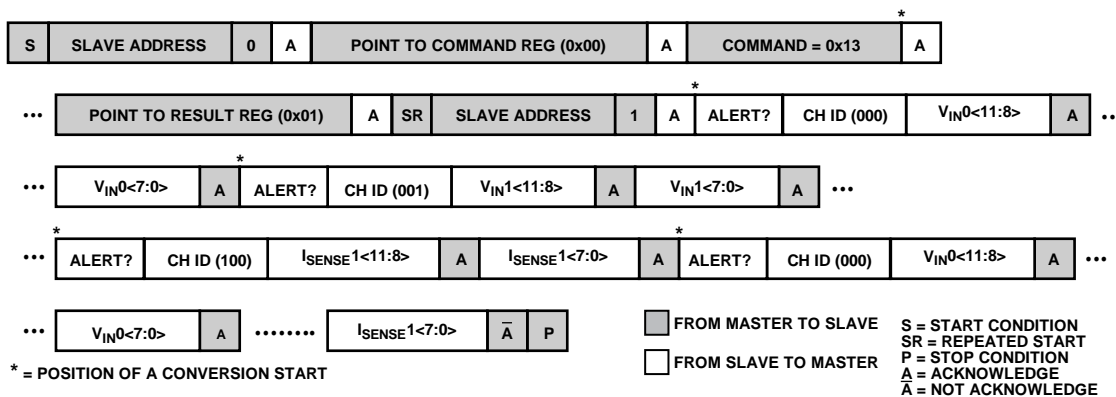 *
S SLAVE ADDRESS 0 A POINT TO COMMAND REG (0x00) A COMMAND = 0x13 A
*
••• POINT TO RESULT REG (0x01) A SR SLAVE ADDRESS 1 A ALERT? CH ID (000) VIN0<11:8> A ••
*
••• VIN0<7:0> A ALERT? CH ID (001) VIN1<11:8> A VIN1<7:0> A •••
* *
••• ALERT? CH ID (100) ISENSE1<11:8> A ISENSE1<7:0> A ALERT? CH ID (000) VIN0<11:8> A •••
••• VIN0<7:0> A •••••••• ISENSE1<7:0> A̅ P
* = POSITION OF A CONVERSION START
FROM MASTER TO SLAVE
FROM SLAVE TO MASTER
S = START CONDITION
SR = REPEATED START
P = STOP CONDITION
A = ACKNOWLEDGE
A̅ = NOT ACKNOWLEDGE